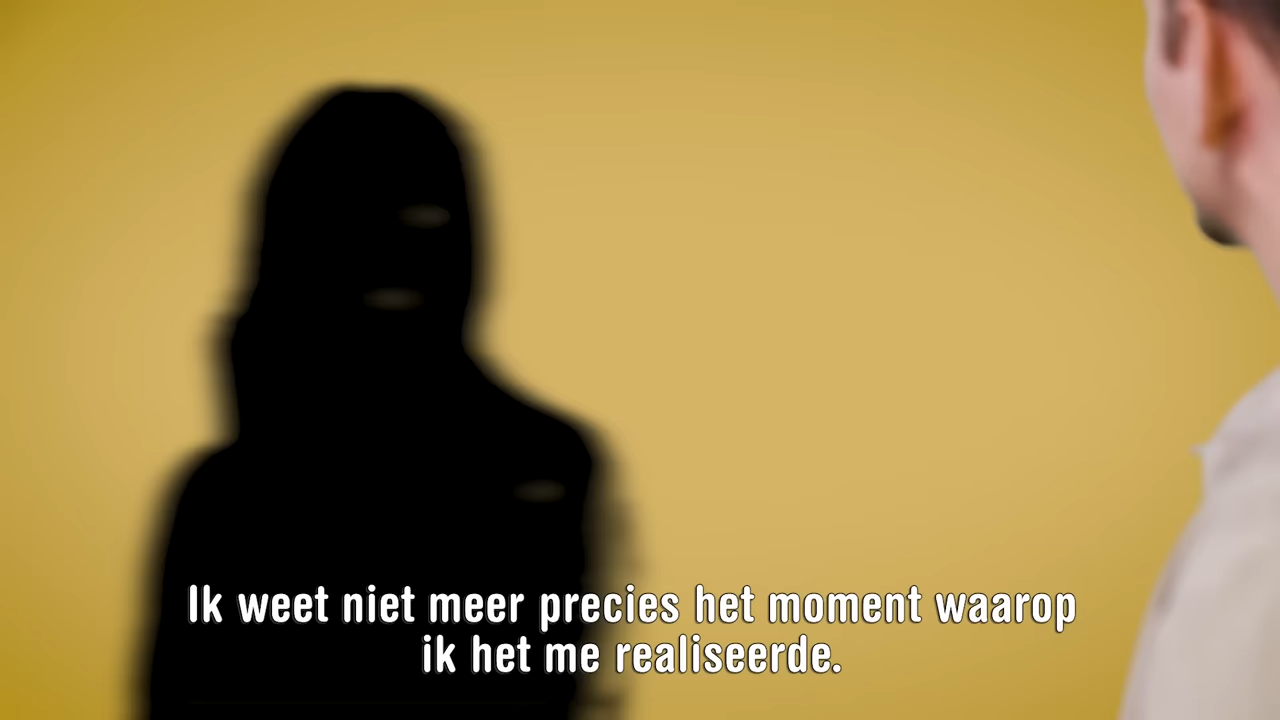 Ik weet niet meer precies het moment waarop
ik het me realiseerde.